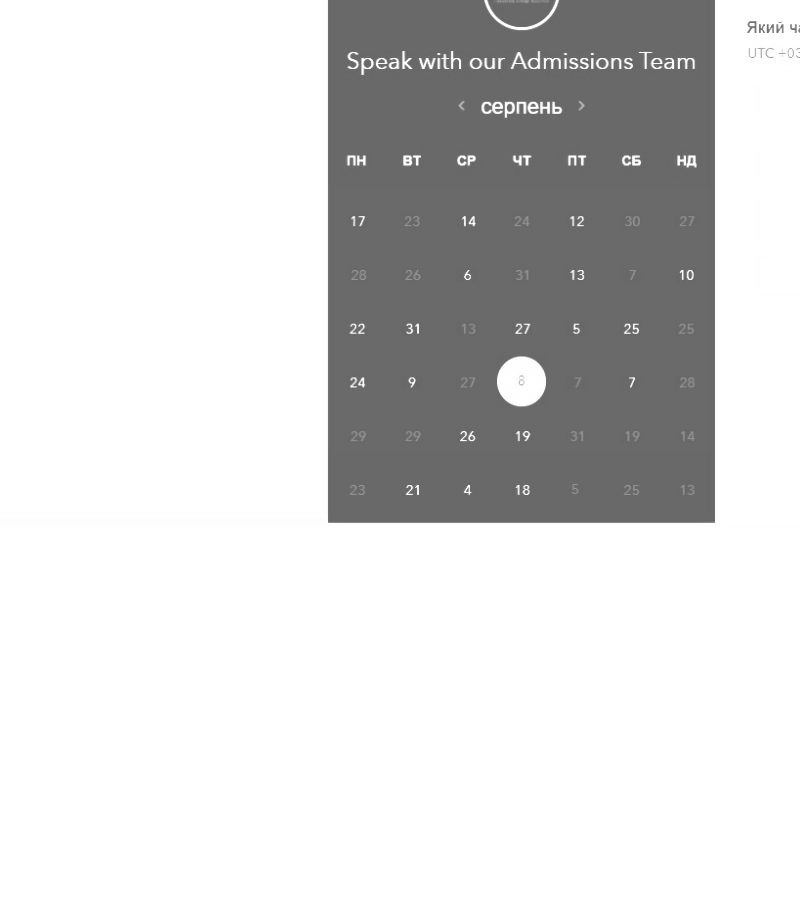 Speak with our Admissions Team
серпень
ПН ВТ СР ЧТ ПТ СБ НД
17 23 14 24 12 30 27
28 26 6 31 13 7 10
22 31 13 27 5 25 25
24 9 27 8 7 7 28
29 29 26 19 31 19 14
23 21 4 18 5 25 13
Який
UTC +03